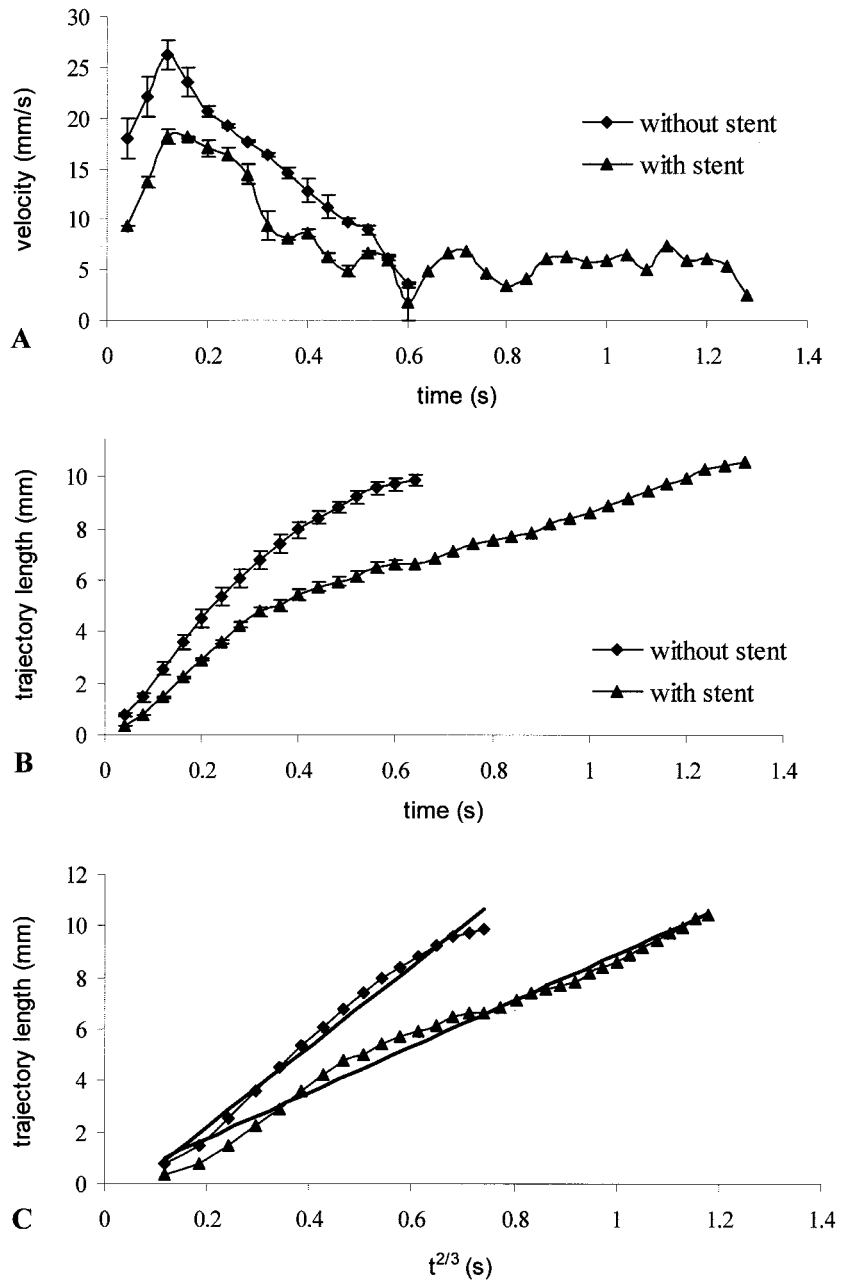 30
25
20
15
10
5
0
velocity (mm/s)
without stent
with stent
A
0 0.2 0.4 0.6 0.8 1 1.2 1.4
time (s)
10
8
6
4
2
0
trajectory length (mm)
without stent
with stent
B
0 0.2 0.4 0.6 0.8 1 1.2 1.4
time (s)
12
10
8
6
4
2
0
trajectory length (mm)
C
0 0.2 0.4 0.6 0.8 1 1.2 1.4
t^2/3 (s)